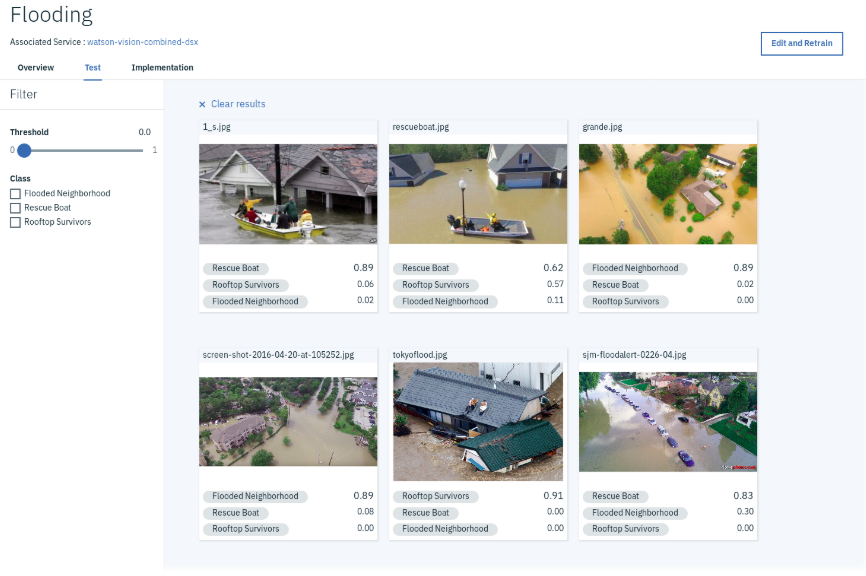 Flooding
Associated Service : watson-vision-combined-dsx
Edit and Retrain
Overview Test Implementation
Filter
Threshold 0.0
0 1
Class
Flooded Neighborhood
Rescue Boat
Rooftop Survivors
× Clear results
1_s.jpg
Rescue Boat 0.89
Rooftop Survivors 0.06
Flooded Neighborhood 0.02
rescueboat.jpg
Rescue Boat 0.62
Rooftop Survivors 0.57
Flooded Neighborhood 0.11
grande.jpg
Flooded Neighborhood 0.89
Rescue Boat 0.02
Rooftop Survivors 0.00
screen-shot-2016-04-20-at-105252.jpg
Flooded Neighborhood 0.89
Rescue Boat 0.08
Rooftop Survivors 0.00
tokyoflood.jpg
Rooftop Survivors 0.91
Rescue Boat 0.00
Flooded Neighborhood 0.00
sjm-floodalert-0226-04.jpg
Rescue Boat 0.83
Flooded Neighborhood 0.30
Rooftop Survivors 0.00